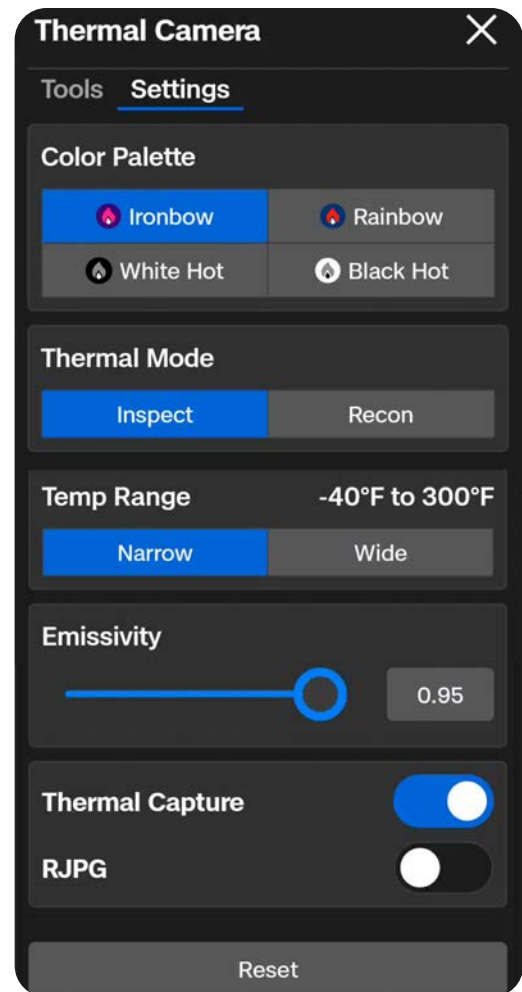 Thermal Camera
Tools Settings
Color Palette
Ironbow Rainbow
White Hot Black Hot
Thermal Mode
Inspect Recon
Temp Range -40°F to 300°F
Narrow Wide
Emissivity
0.95
Thermal Capture
RJPG
Reset